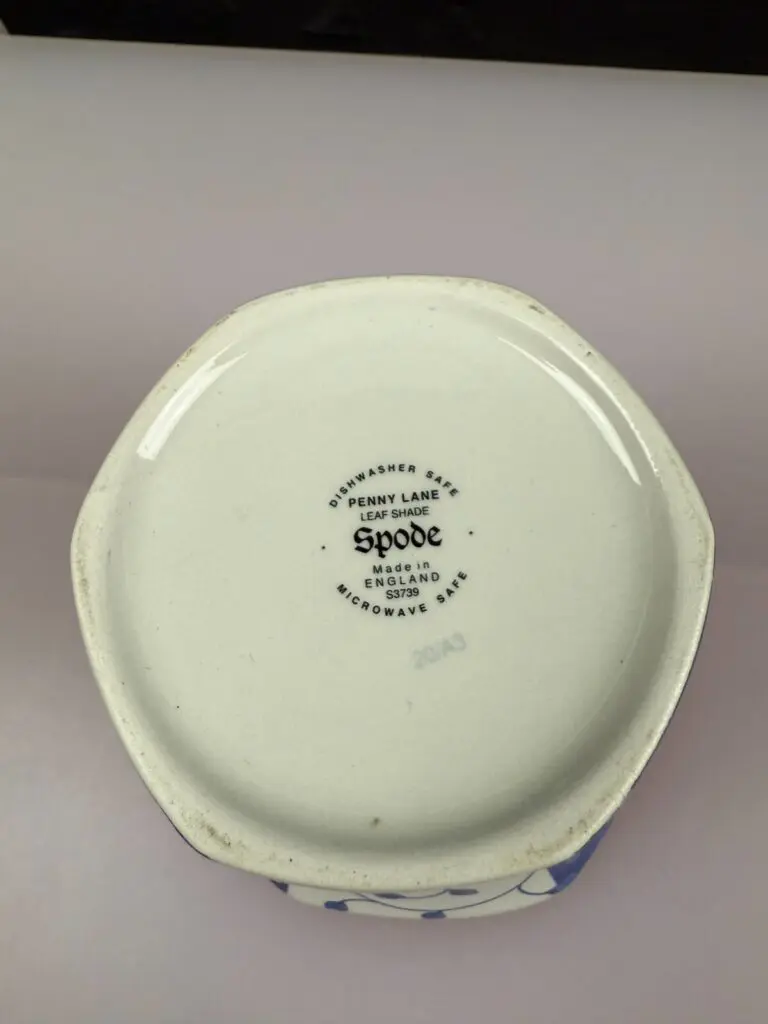 DISHWASHER SAFE
PENNY LANE
LEAF SHADE
Spode
Made in
ENGLAND
S3739
MICROWAVE SAFE